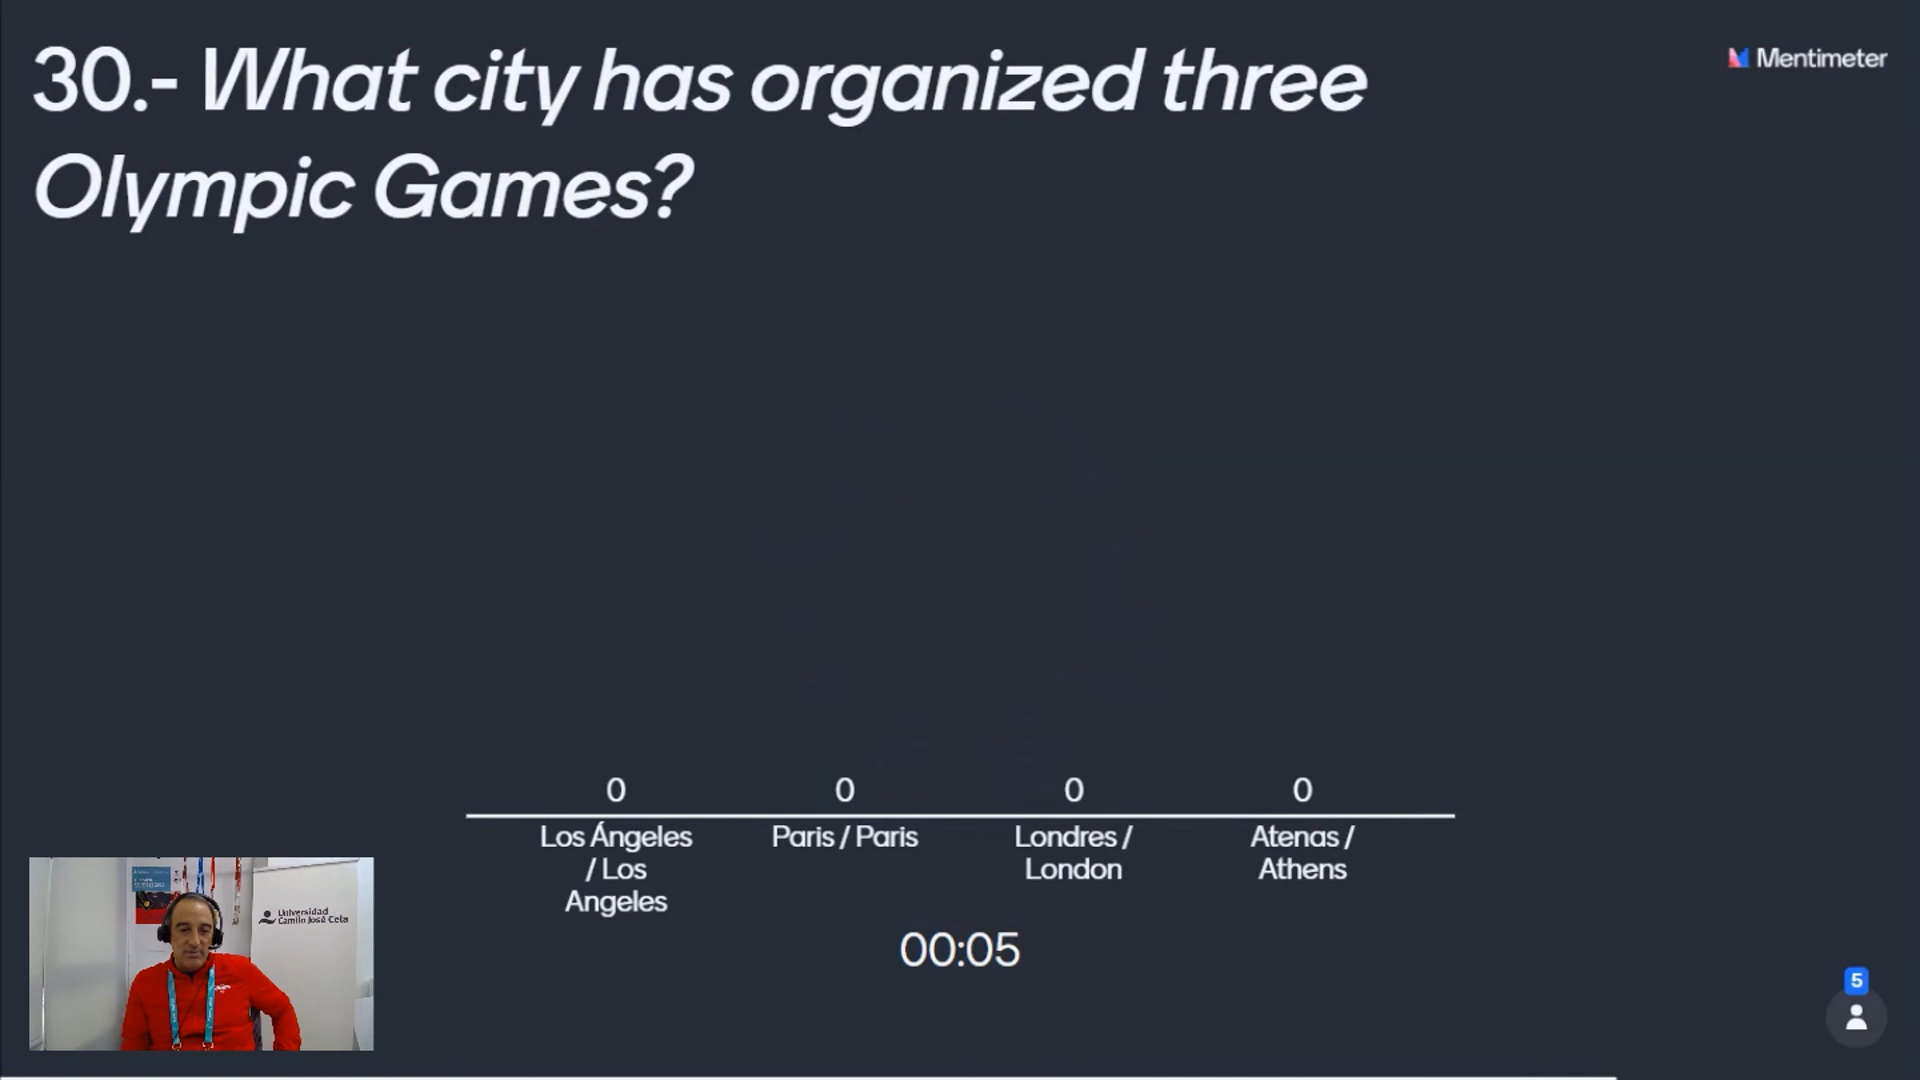 30.- What city has organized three
Olympic Games?
Mentimeter
0
0
0
0
Los Ángeles
/ Los
Angeles
Paris / Paris
Londres /
London
Atenas /
Athens
00:05
Universidad
Camilo José Cela
5